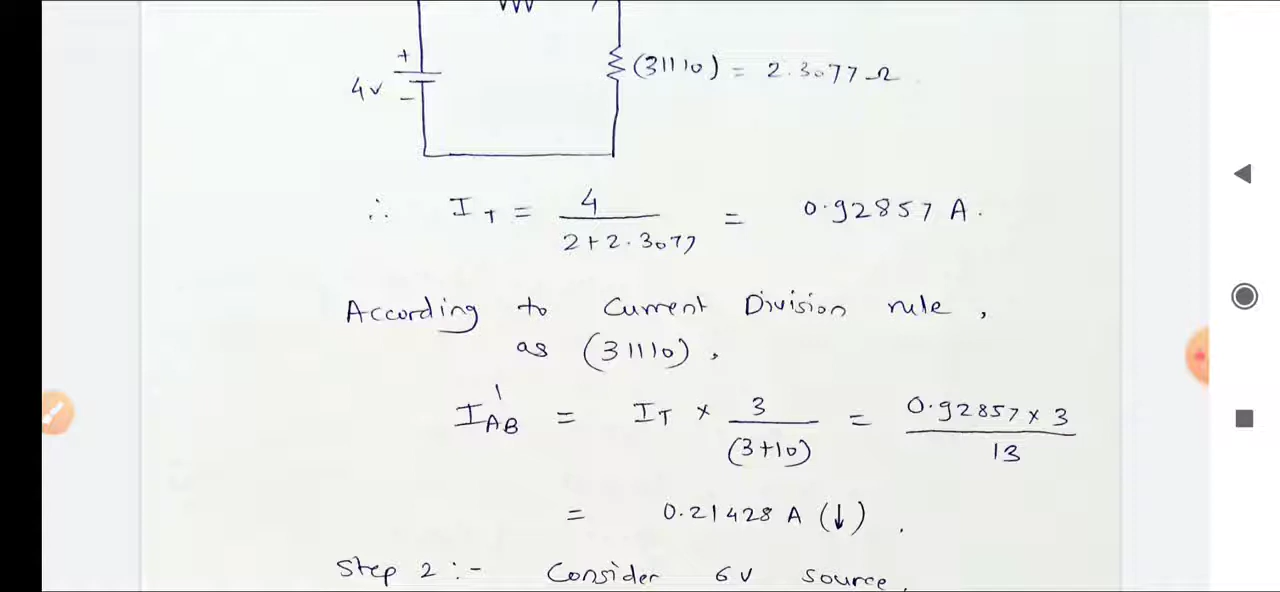 +
4v
-
(3||10) = 2.3077 Ω
∴ I_T = 4 / (2+2.3077) = 0.92857 A.
According to Current Division rule,
as (3||10),
I'_AB = I_T × 3 / (3+10) = 0.92857 × 3 / 13
= 0.21428 A (↓).
Step 2 :- Consider 6V source.